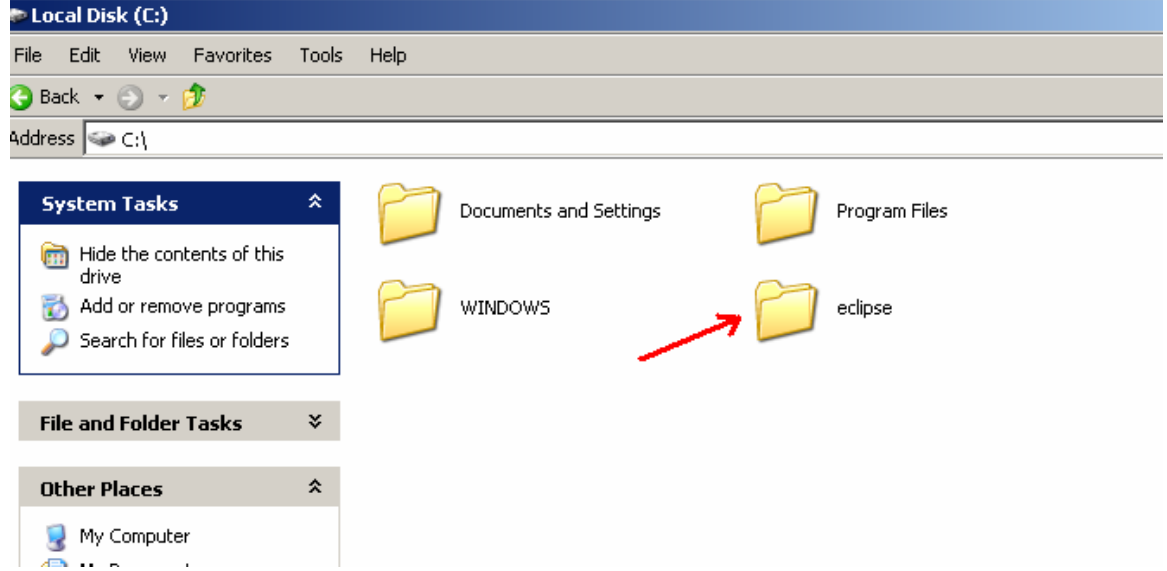 Local Disk (C:)
File Edit View Favorites Tools Help
Back
Address C:\
System Tasks
Hide the contents of this
drive
Add or remove programs
Search for files or folders
File and Folder Tasks
Other Places
My Computer
Documents and Settings
Program Files
WINDOWS
eclipse